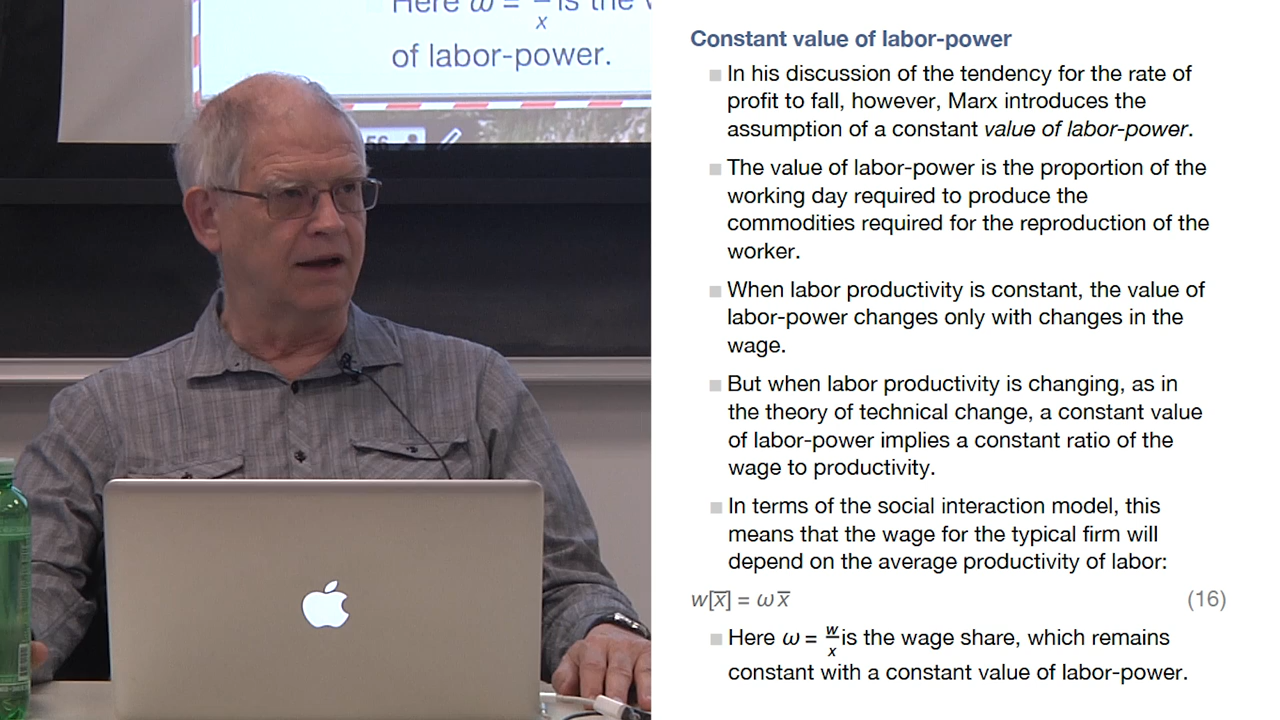 Here ω = – is the
x
of labor-power.
56
Constant value of labor-power
In his discussion of the tendency for the rate of
profit to fall, however, Marx introduces the
assumption of a constant value of labor-power.
The value of labor-power is the proportion of the
working day required to produce the
commodities required for the reproduction of the
worker.
When labor productivity is constant, the value of
labor-power changes only with changes in the
wage.
But when labor productivity is changing, as in
the theory of technical change, a constant value
of labor-power implies a constant ratio of the
wage to productivity.
In terms of the social interaction model, this
means that the wage for the typical firm will
depend on the average productivity of labor:
w[x̅] = ω x̅ (16)
Here ω = w/x is the wage share, which remains
constant with a constant value of labor-power.